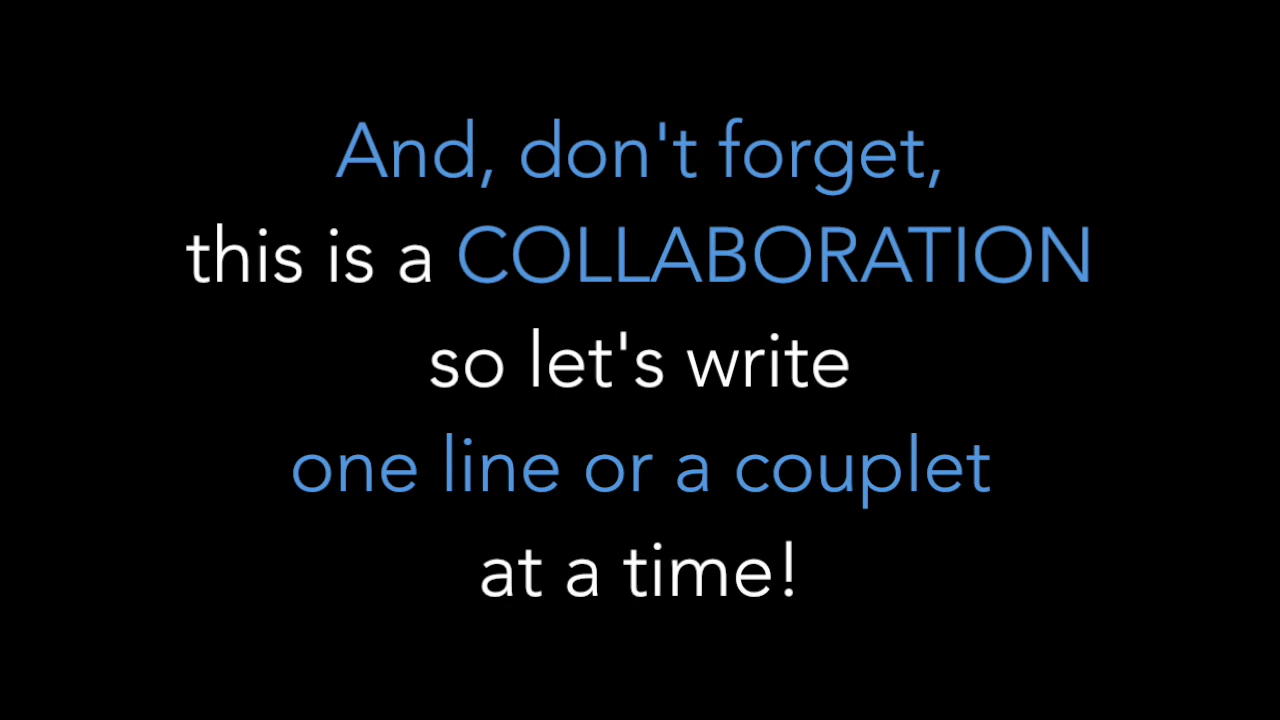 And, don't forget,
this is a COLLABORATION
so let's write
one line or a couplet
at a time!